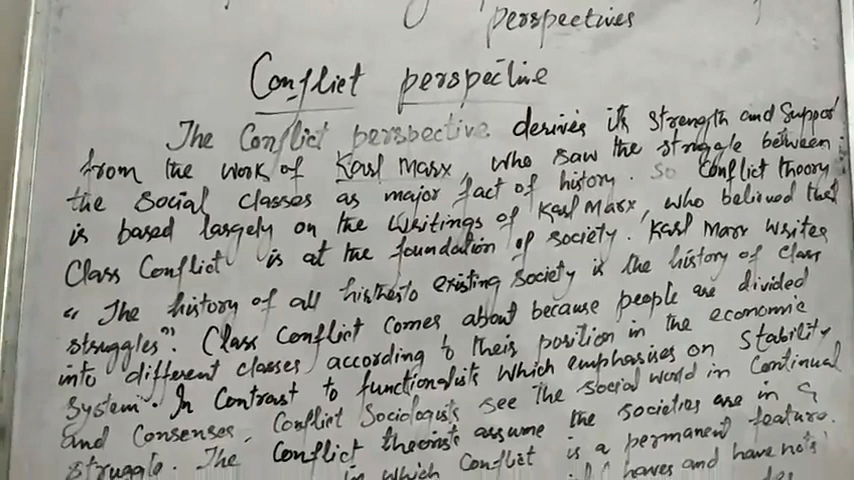 perspectives
Conflict perspective
The Conflict perspective derives its strength and Support
from the work of Karl Marx, who saw the struggle between
the Social classes as major fact of history. So Conflict theory
is based largely on the writings of Karl Marx, who believed that
Class Conflict is at the foundation of society. Karl Marx writes
"The history of all hitherto existing society is the history of class
struggles". Class Conflict comes about because people are divided
into different classes according to their position in the economic
System. In Contrast to functionalists which emphasises on Stability
and Consenses, Conflict Sociologists see the social world in Continual
struggle. The Conflict theorists assume the societies are in a
in which Conflict is a permanent feature.
haves and have nots